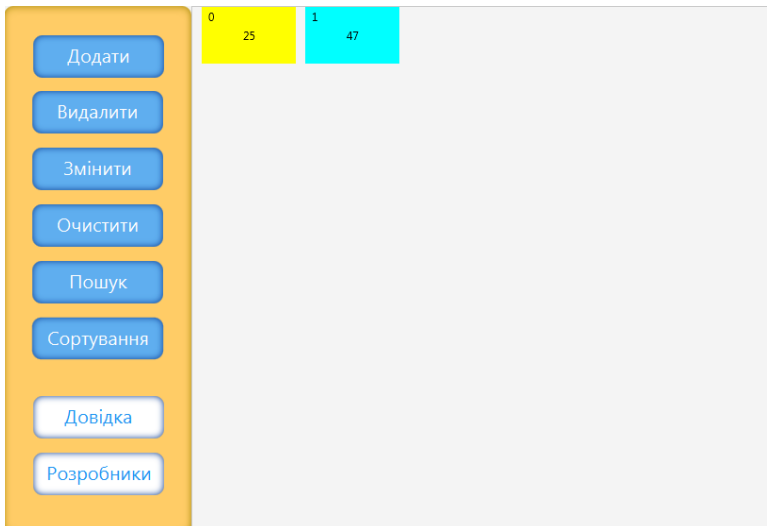 Додати
Видалити
Змінити
Очистити
Пошук
Сортування
Довідка
Розробники
0
25
1
47